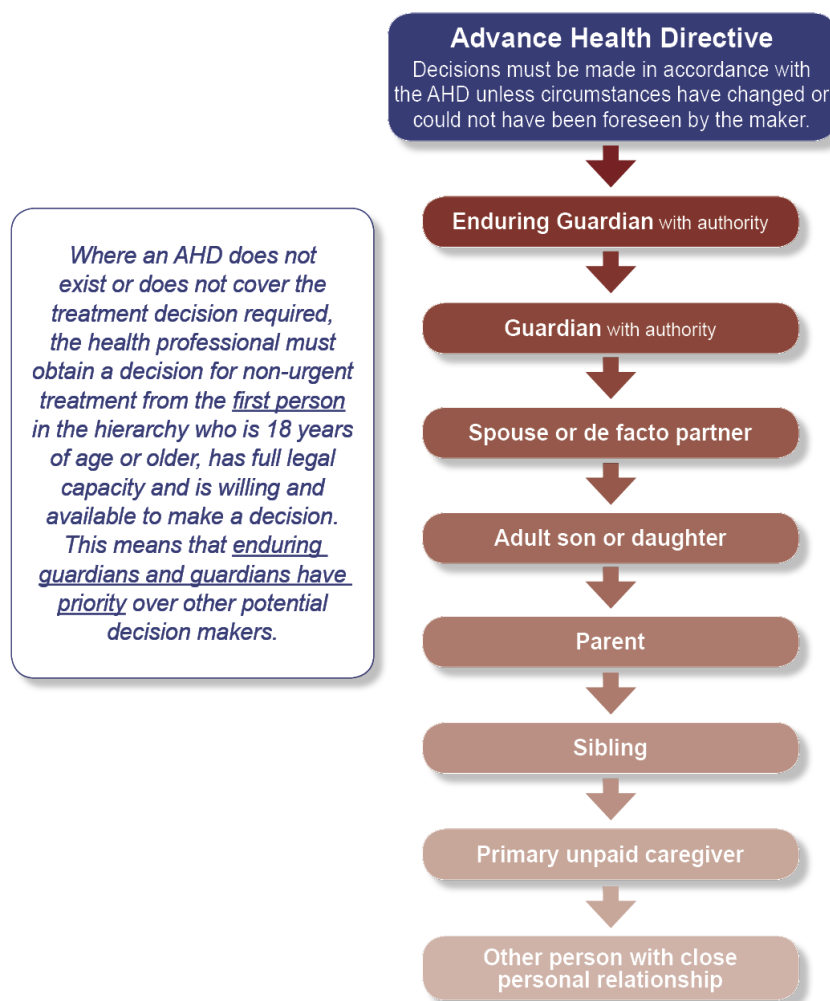 Advance Health Directive
Decisions must be made in accordance with
the AHD unless circumstances have changed or
could not have been foreseen by the maker.
Enduring Guardian with authority
Guardian with authority
Spouse or de facto partner
Adult son or daughter
Parent
Sibling
Primary unpaid caregiver
Other person with close
personal relationship
Where an AHD does not
exist or does not cover the
treatment decision required,
the health professional must
obtain a decision for non-urgent
treatment from the first person
in the hierarchy who is 18 years
of age or older, has full legal
capacity and is willing and
available to make a decision.
This means that enduring
guardians and guardians have
priority over other potential
decision makers.